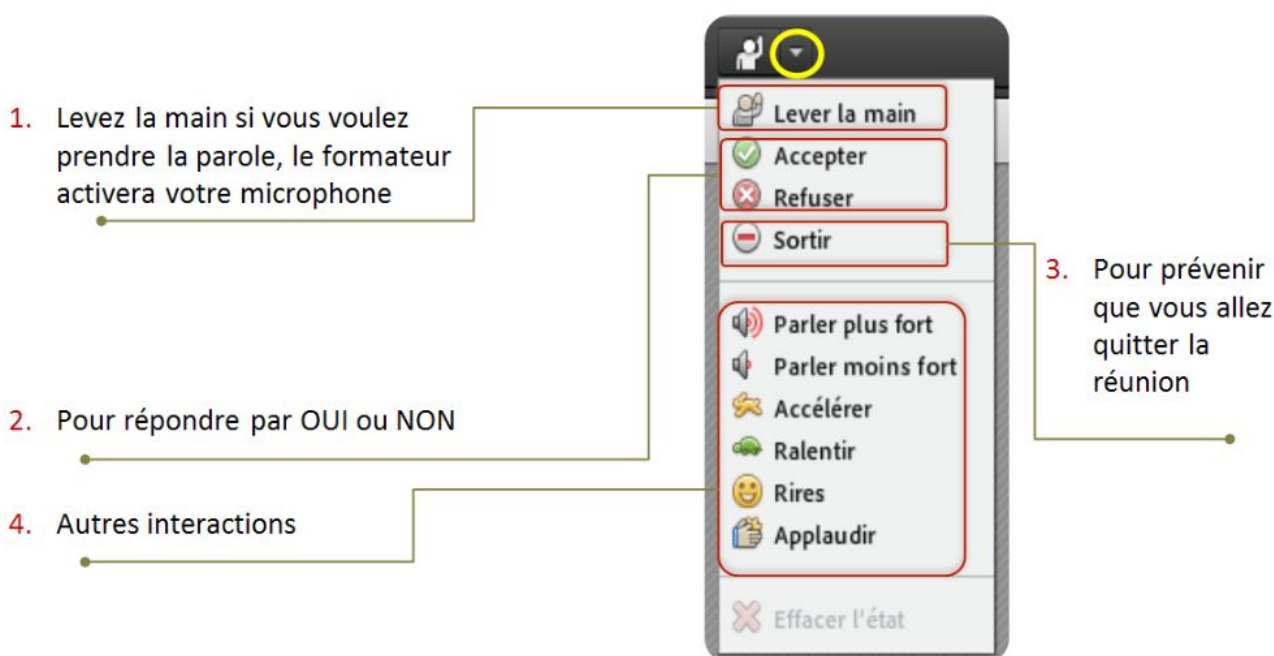 1. Levez la main si vous voulez
prendre la parole, le formateur
activera votre microphone
2. Pour répondre par OUI ou NON
4. Autres interactions
Lever la main
Accepter
Refuser
Sortir
Parler plus fort
Parler moins fort
Accélérer
Ralentir
Rires
Applaudir
Effacer l'état
3. Pour prévenir
que vous allez
quitter la
réunion